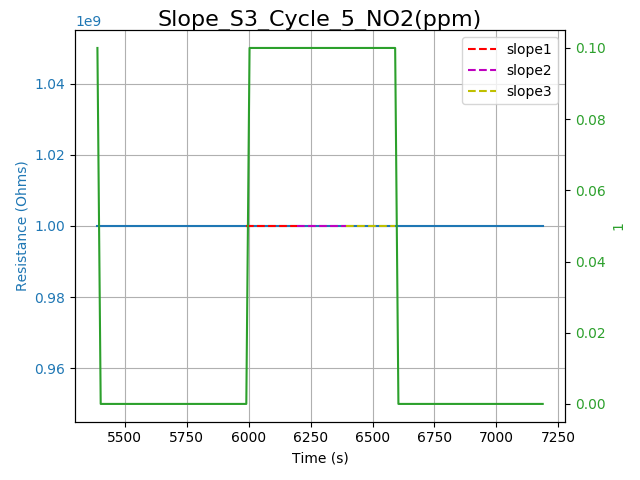 Slope_S3_Cycle_5_NO2(ppm)
1e9
slope1
slope2
slope3
1.04
1.02
1.00
0.98
0.96
Resistance (Ohms)
0.10
0.08
0.06
0.04
0.02
0.00
1
5500 5750 6000 6250 6500 6750 7000 7250
Time (s)